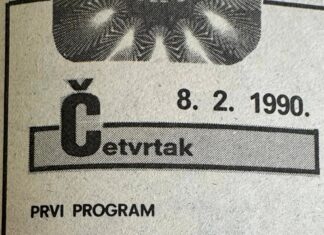 8. 2. 1990.
Četvrtak
PRVI PROGRAM